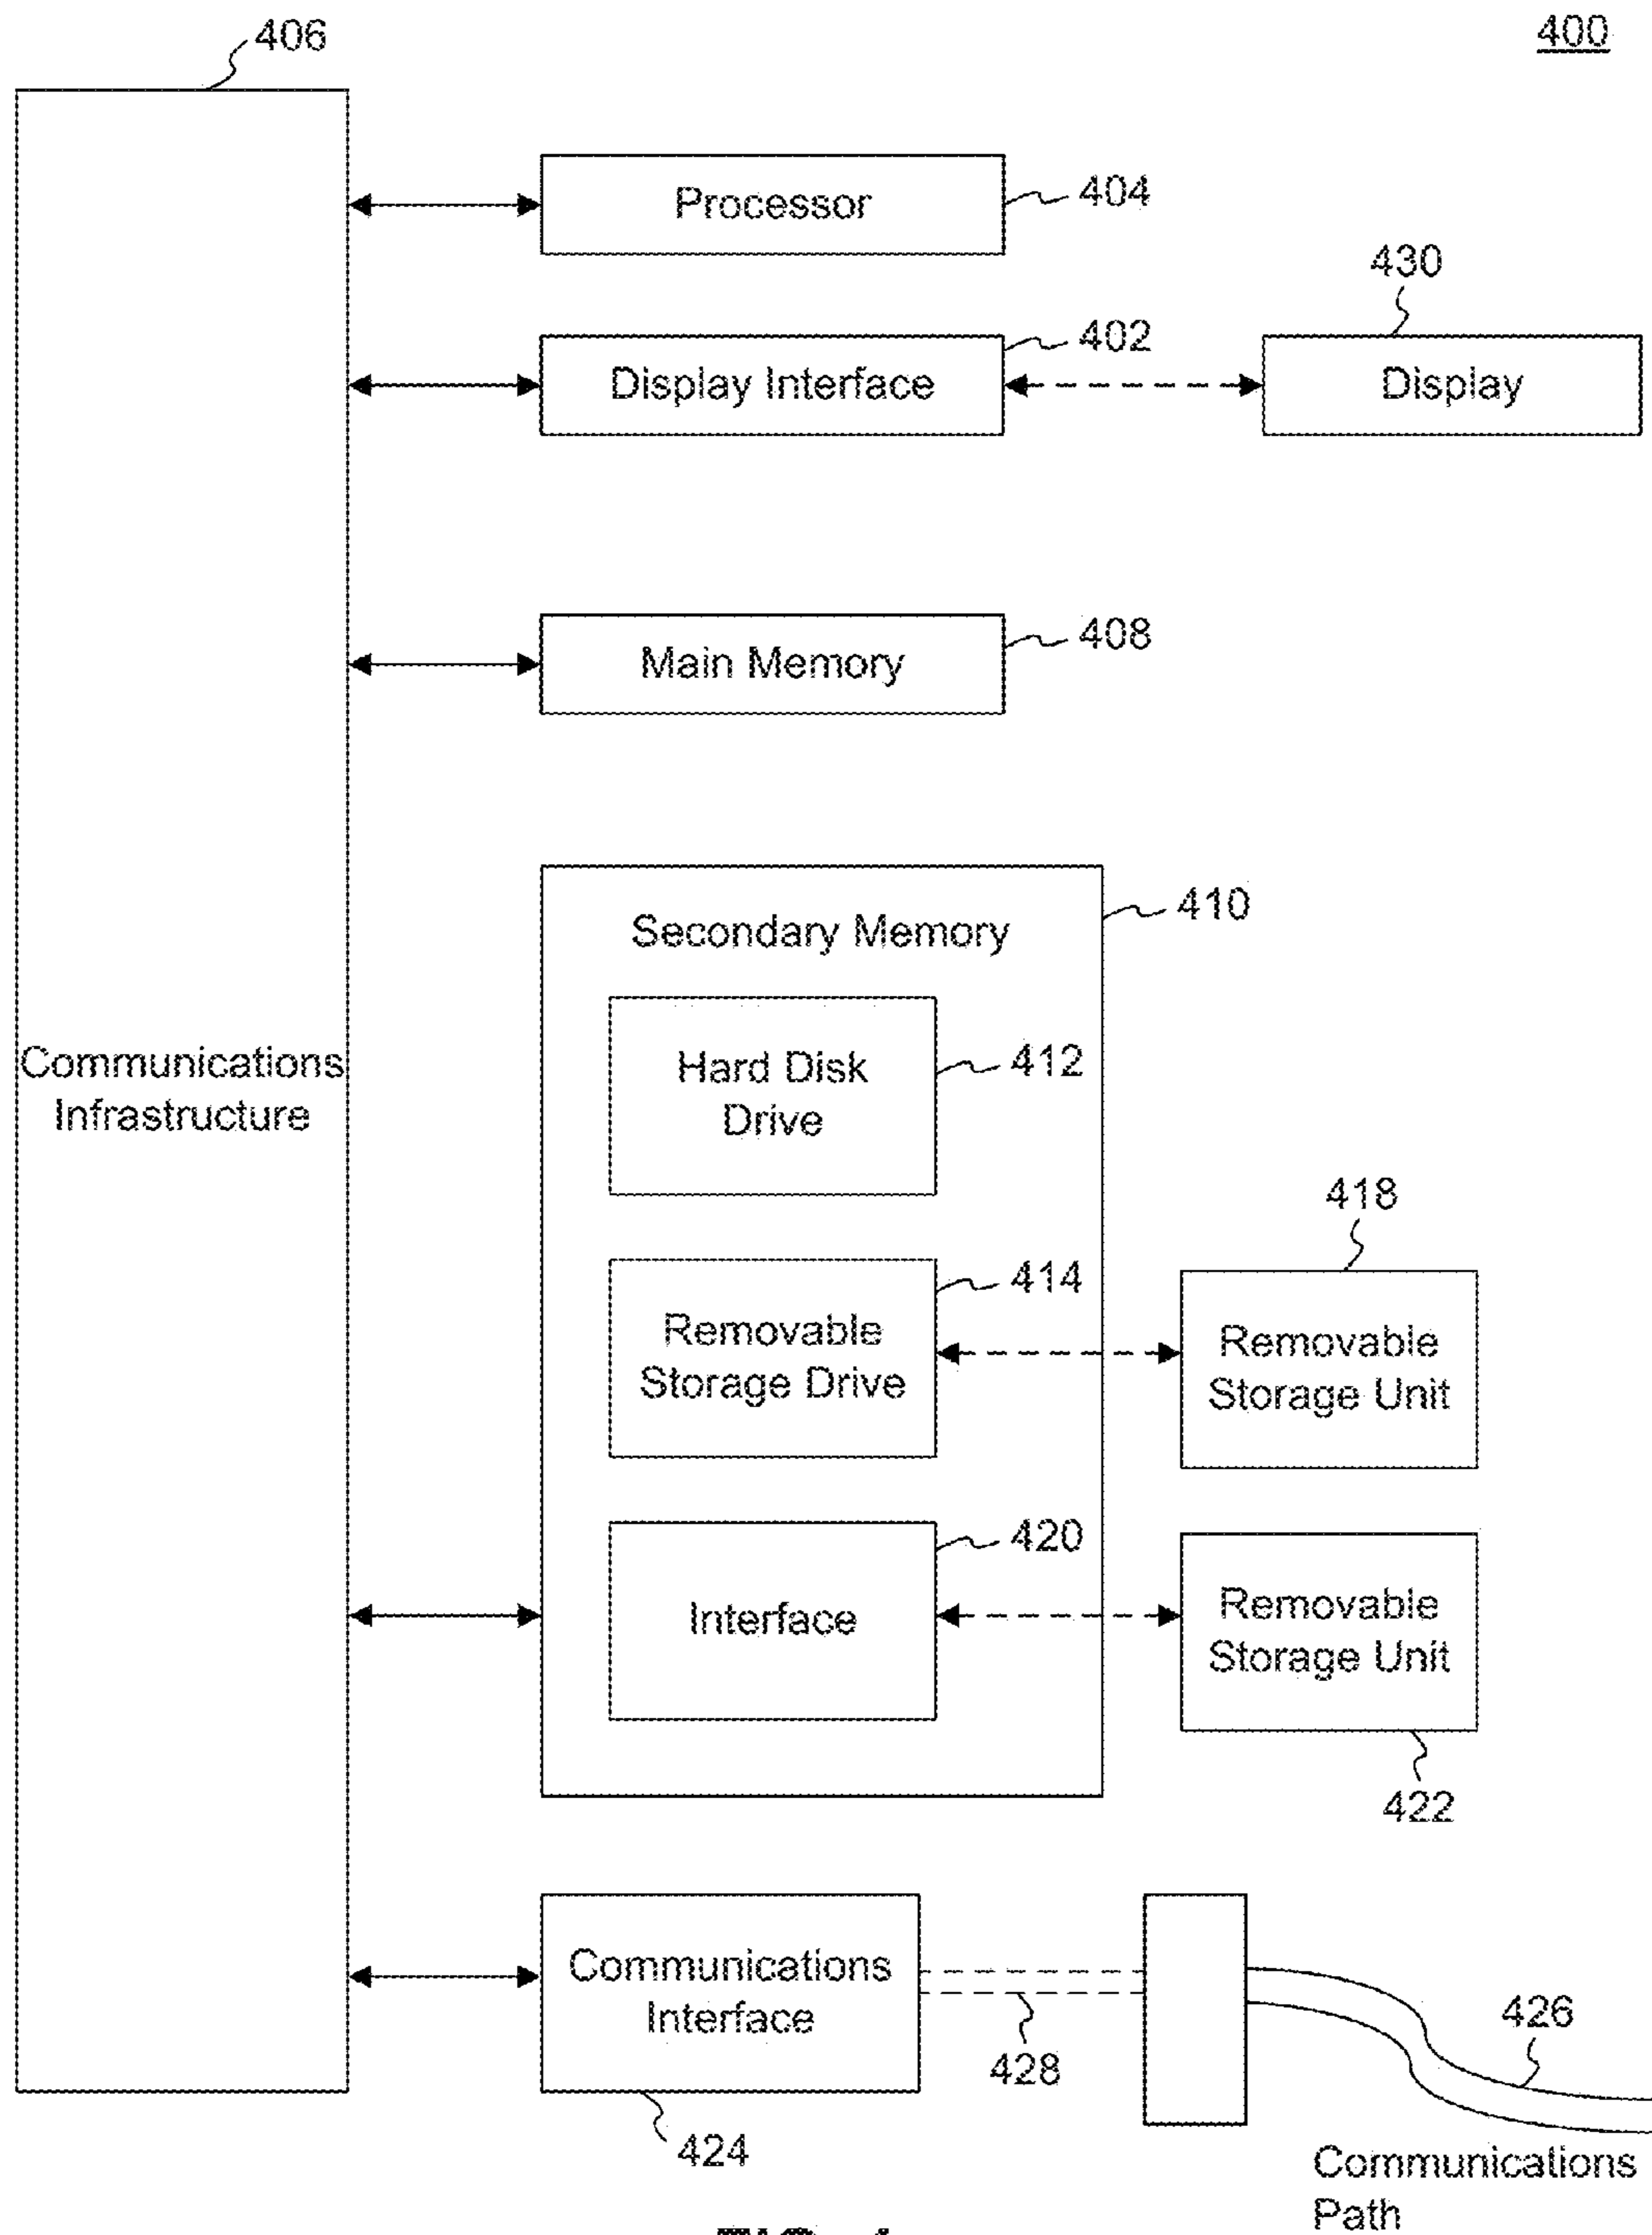 406
400
Processor
404
430
402
Display Interface
Display
408
Main Memory
410
Secondary Memory
Communications
Infrastructure
Hard Disk
Drive
412
418
414
Removable
Storage Drive
Removable
Storage Unit
420
Interface
Removable
Storage Unit
422
Communications
Interface
428
426
424
Communications
Path